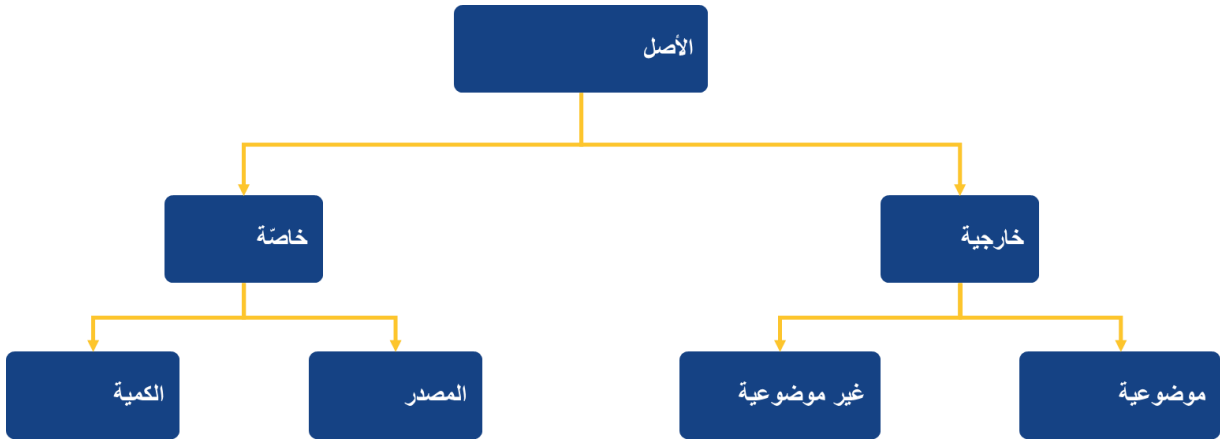 الأصل
خارجية
خاصّة
موضوعية
غير موضوعية
المصدر
الكمية